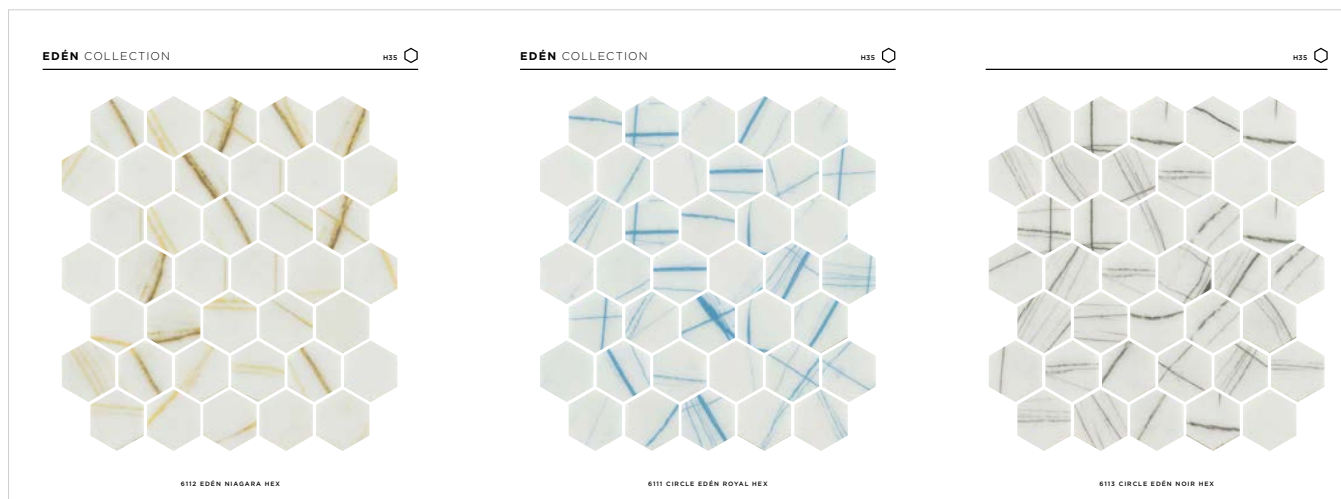 EDÉN COLLECTION
H35
6112 EDÉN NIAGARA HEX
EDÉN COLLECTION
H35
6111 CIRCLE EDÉN ROYAL HEX
H35
6113 CIRCLE EDÉN NOIR HEX